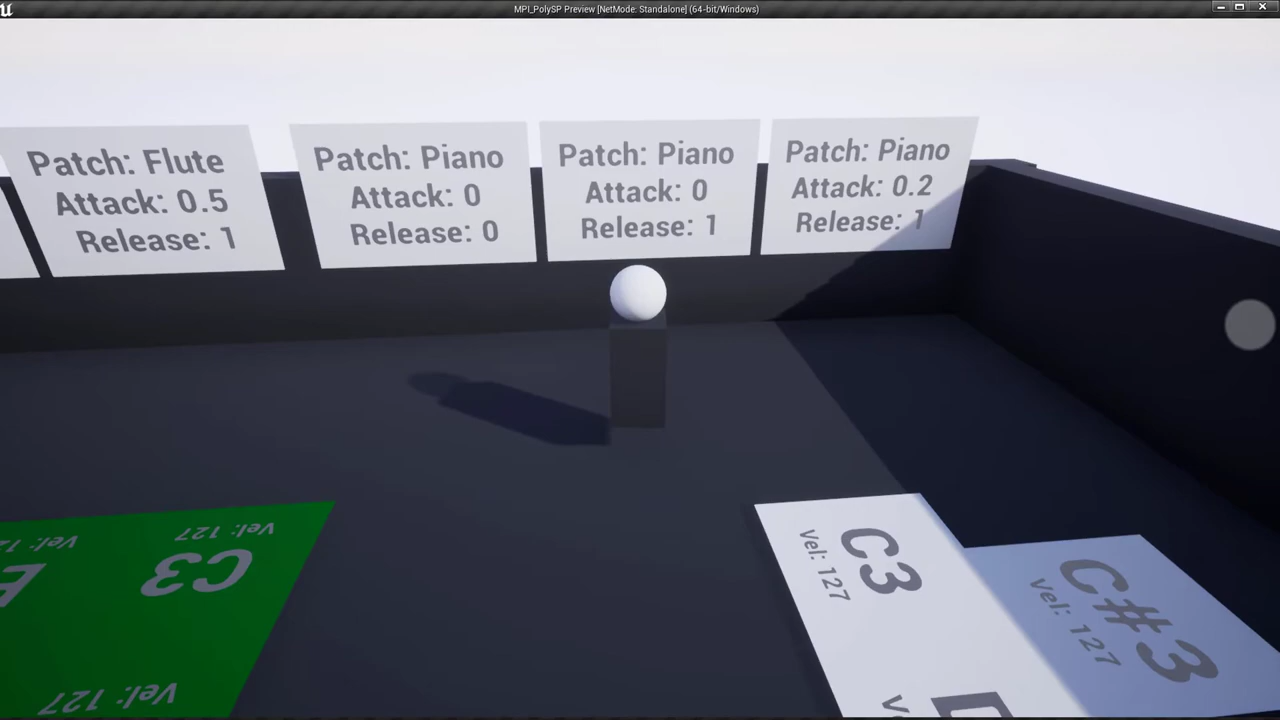 MPI_PolySP Preview [NetMode: Standalone] (64-bit/Windows)
Patch: Flute
Attack: 0.5
Release: 1
Patch: Piano
Attack: 0
Release: 0
Patch: Piano
Attack: 0
Release: 1
Patch: Piano
Attack: 0.2
Release: 1
Vel: 127
C3
Vel: 127
C3
Vel: 127
C#3
Vel: 127